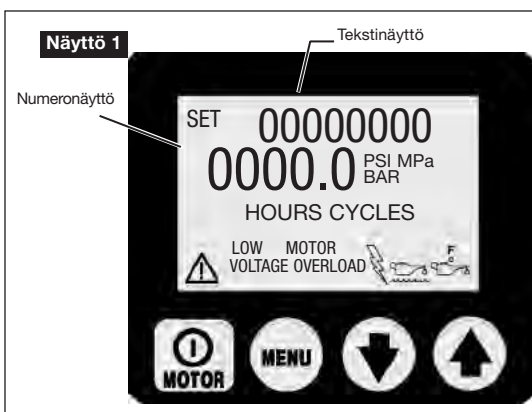 Näyttö 1
Tekstinäyttö
Numeronäyttö
SET 00000000
0000.0 PSI MPa
BAR
HOURS CYCLES
LOW MOTOR
VOLTAGE OVERLOAD
F
C
MOTOR
MENU